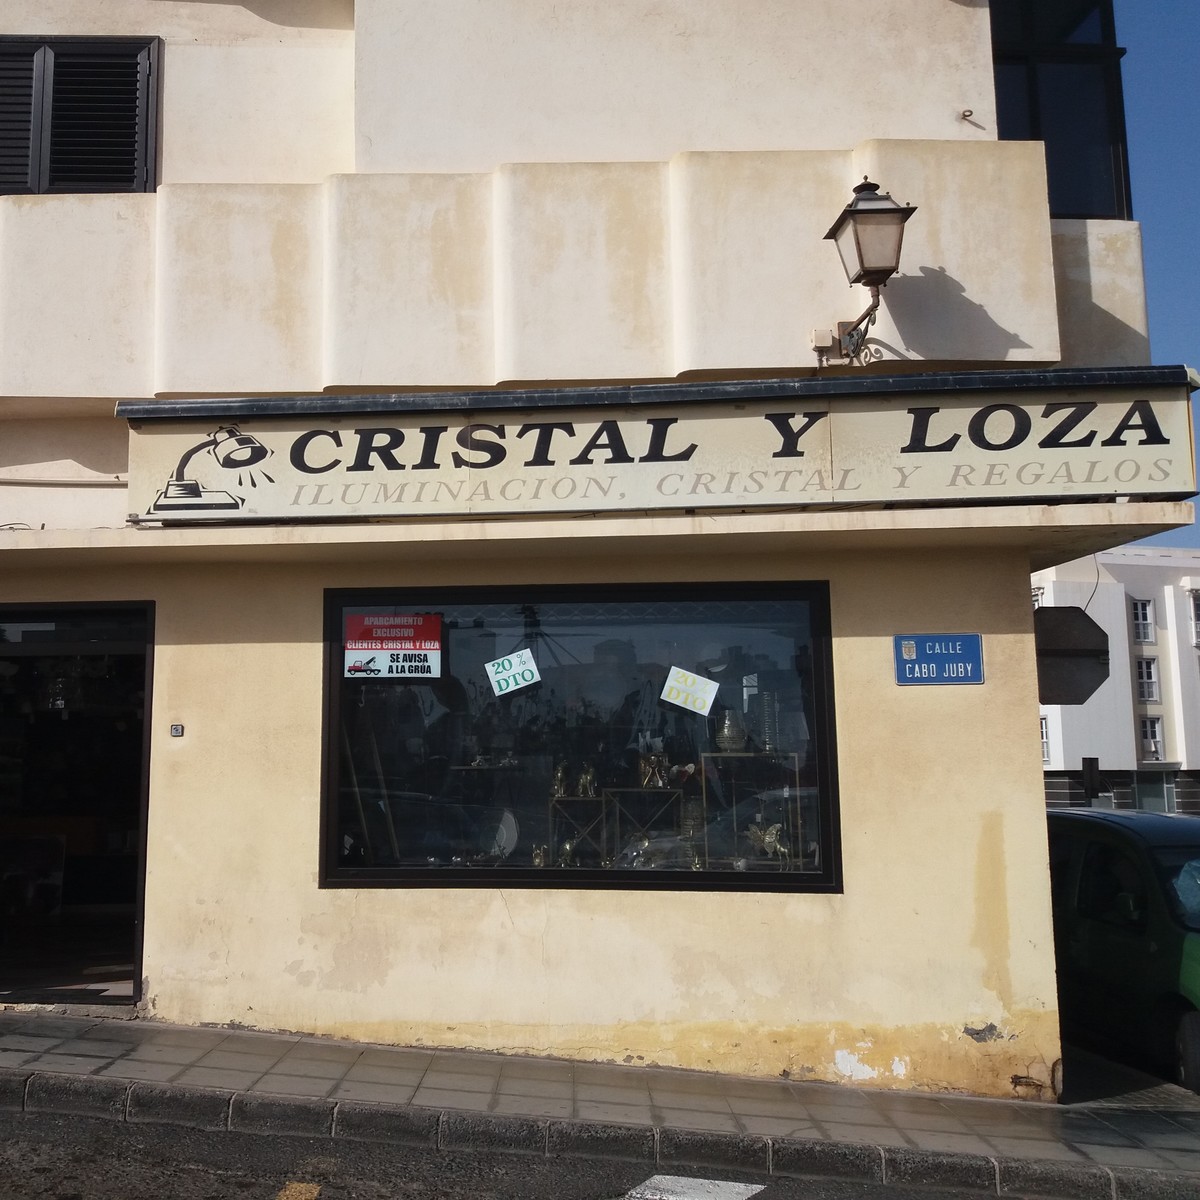 CRISTAL Y LOZA
ILUMINACION, CRISTAL Y REGALOS
APARCAMIENTO
EXCLUSIVO
CLIENTES CRISTAL Y LOZA
SE AVISA
A LA GRÚA
20 %
DTO
20 %
DTO
CALLE
CABO JUBY